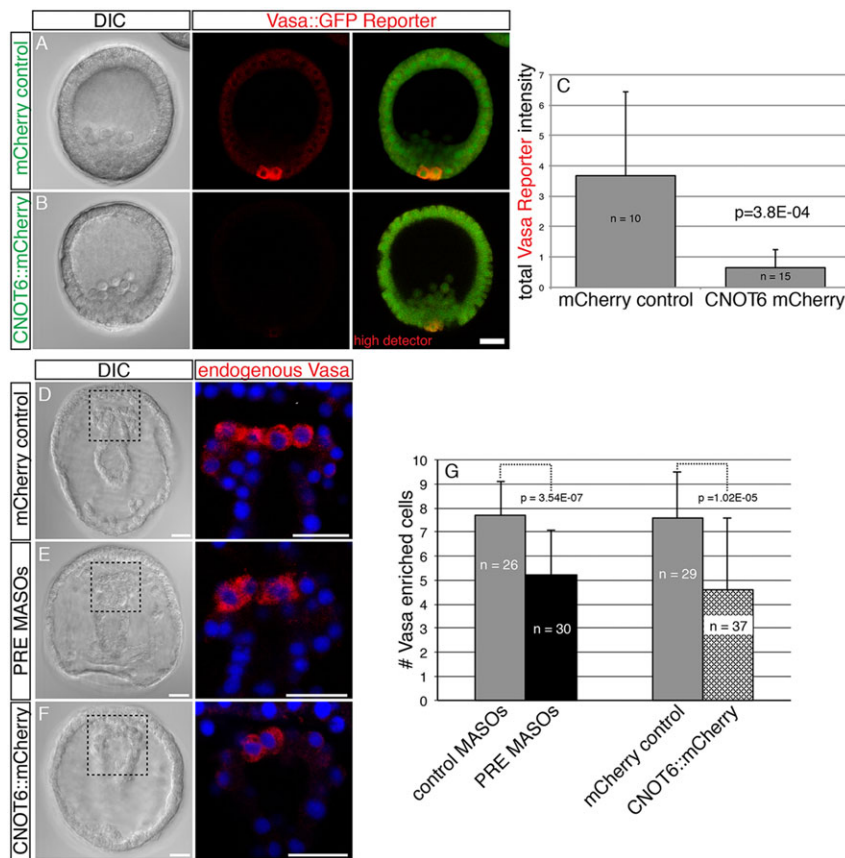 DIC
Vasa::GFP Reporter
mCherry control
A
CNOT6::mCherry
B
high detector
C
total Vasa Reporter intensity
7
6
5
4
3
2
1
0
n = 10
p=3.8E-04
n = 15
mCherry control
CNOT6 mCherry
DIC
endogenous Vasa
mCherry control
D
PRE MASOs
E
CNOT6::mCherry
F
G
# Vasa enriched cells
10
9
8
7
6
5
4
3
2
1
0
p = 3.54E-07
p =1.02E-05
n = 26
n = 30
n = 29
n = 37
control MASOs
PRE MASOs
mCherry control
CNOT6::mCherry